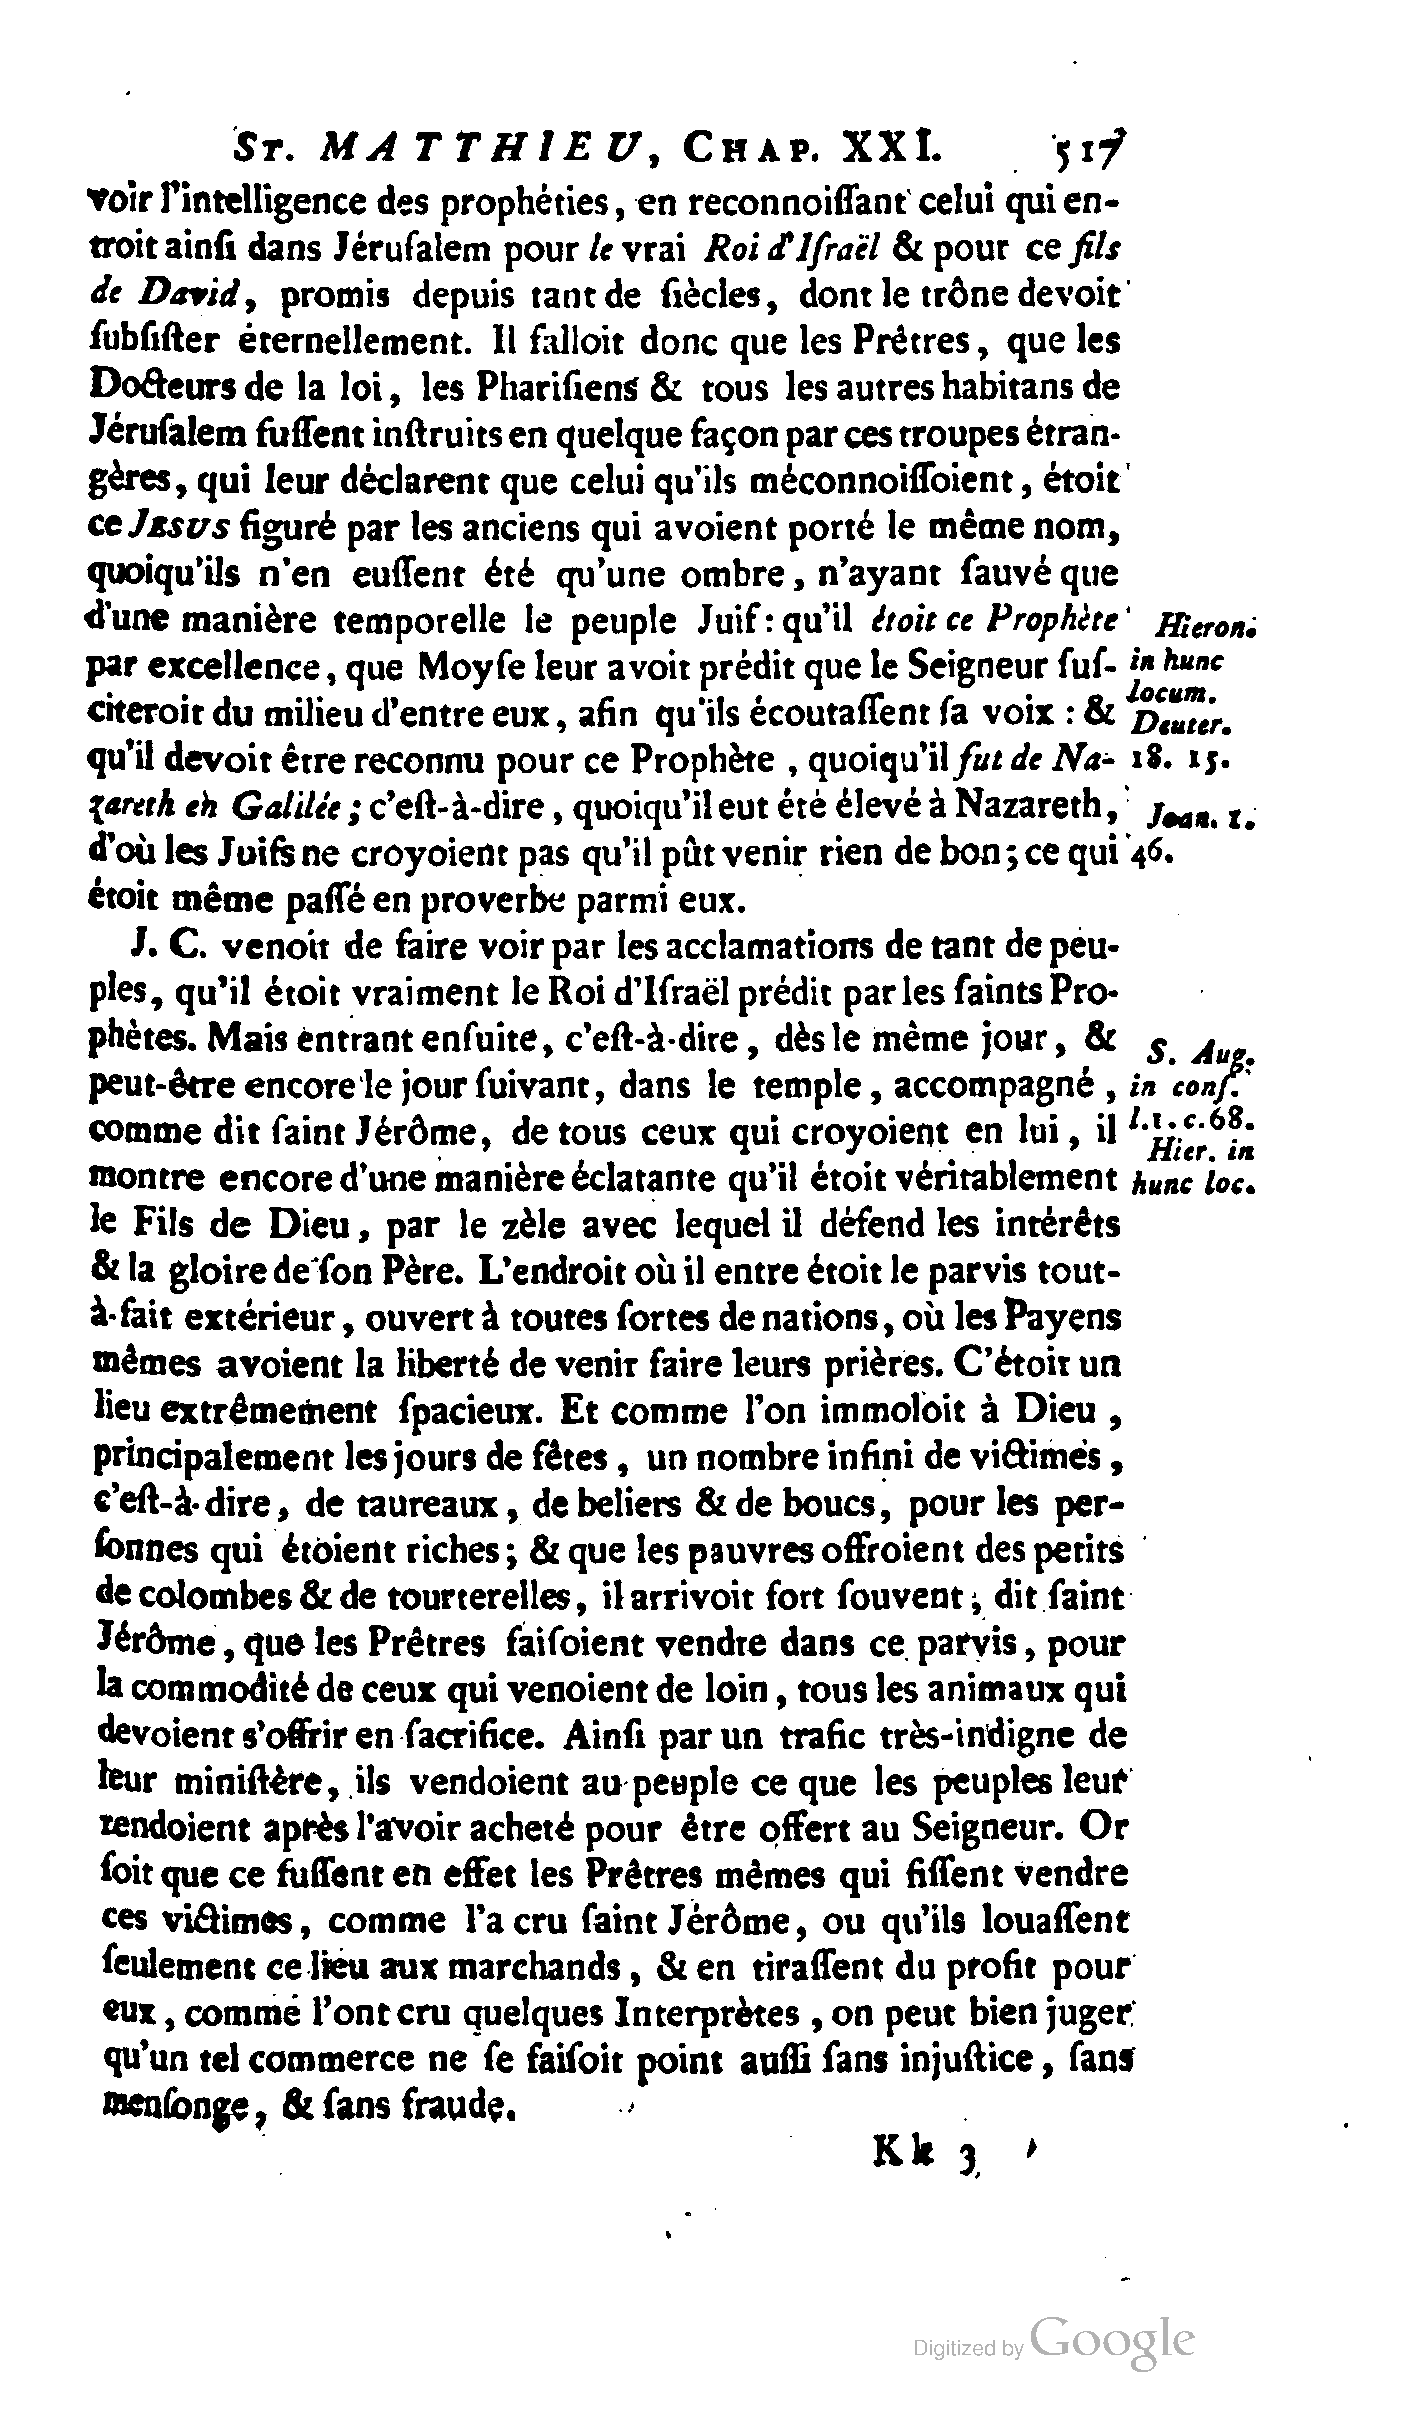 St. MATTHIEU, Chap. XXI. 517
voir l'intelligence des prophéties, en reconnoiſſant celui qui en-
troit ainſi dans Jéruſalem pour le vrai Roi d'Iſraël & pour ce fils
de David, promis depuis tant de ſiècles, dont le trône devoit
ſubſiſter éternellement. Il falloit donc que les Prêtres, que les
Docteurs de la loi, les Phariſiens & tous les autres habitans de
Jéruſalem fuſſent inſtruits en quelque façon par ces troupes étran-
gères, qui leur déclarent que celui qu'ils méconnoiſſoient, étoit
ce Jesus figuré par les anciens qui avoient porté le même nom,
quoiqu'ils n'en euſſent été qu'une ombre, n'ayant ſauvé que
d'une manière temporelle le peuple Juif: qu'il étoit ce Prophète
par excellence, que Moyſe leur avoit prédit que le Seigneur ſuſ-
citeroit du milieu d'entre eux, afin qu'ils écoutaſſent ſa voix : &
qu'il devoit être reconnu pour ce Prophète, quoiqu'il fut de Na-
zareth en Galilée; c'eſt-à-dire, quoiqu'il eut été élevé à Nazareth,
d'où les Juifs ne croyoient pas qu'il pût venir rien de bon; ce qui
étoit même paſſé en proverbe parmi eux.
Hieron.
in hunc
locum.
Deuter.
18. 15.
Joan. 1.
46.
J. C. venoit de faire voir par les acclamations de tant de peu-
ples, qu'il étoit vraiment le Roi d'Iſraël prédit par les ſaints Pro-
phètes. Mais entrant enſuite, c'eſt-à-dire, dès le même jour, &
peut-être encore le jour ſuivant, dans le temple, accompagné,
comme dit ſaint Jérôme, de tous ceux qui croyoient en lui, il
montre encore d'une manière éclatante qu'il étoit véritablement
le Fils de Dieu, par le zèle avec lequel il défend les intérêts
& la gloire de ſon Père. L'endroit où il entre étoit le parvis tout-
à-fait extérieur, ouvert à toutes ſortes de nations, où les Payens
mêmes avoient la liberté de venir faire leurs prières. C'étoit un
lieu extrêmement ſpacieux. Et comme l'on immoloit à Dieu,
principalement les jours de fêtes, un nombre infini de victimes,
c'eſt-à-dire, de taureaux, de beliers & de boucs, pour les per-
ſonnes qui étoient riches; & que les pauvres offroient des petits
de colombes & de tourterelles, il arrivoit fort ſouvent, dit ſaint
Jérôme, que les Prêtres faiſoient vendre dans ce parvis, pour
la commodité de ceux qui venoient de loin, tous les animaux qui
devoient s'offrir en ſacrifice. Ainſi par un trafic très-indigne de
leur miniſtère, ils vendoient au peuple ce que les peuples leur
rendoient après l'avoir acheté pour être offert au Seigneur. Or
ſoit que ce fuſſent en effet les Prêtres mêmes qui fiſſent vendre
ces victimes, comme l'a cru ſaint Jérôme, ou qu'ils louaſſent
ſeulement ce lieu aux marchands, & en tiraſſent du profit pour
eux, comme l'ont cru quelques Interprètes, on peut bien juger
qu'un tel commerce ne ſe faiſoit point auſſi ſans injuſtice, ſans
menſonge, & ſans fraude.
S. Aug.
in conſ.
l.1. c.68.
Hier. in
hunc loc.
Kk 3
Digitized by Google